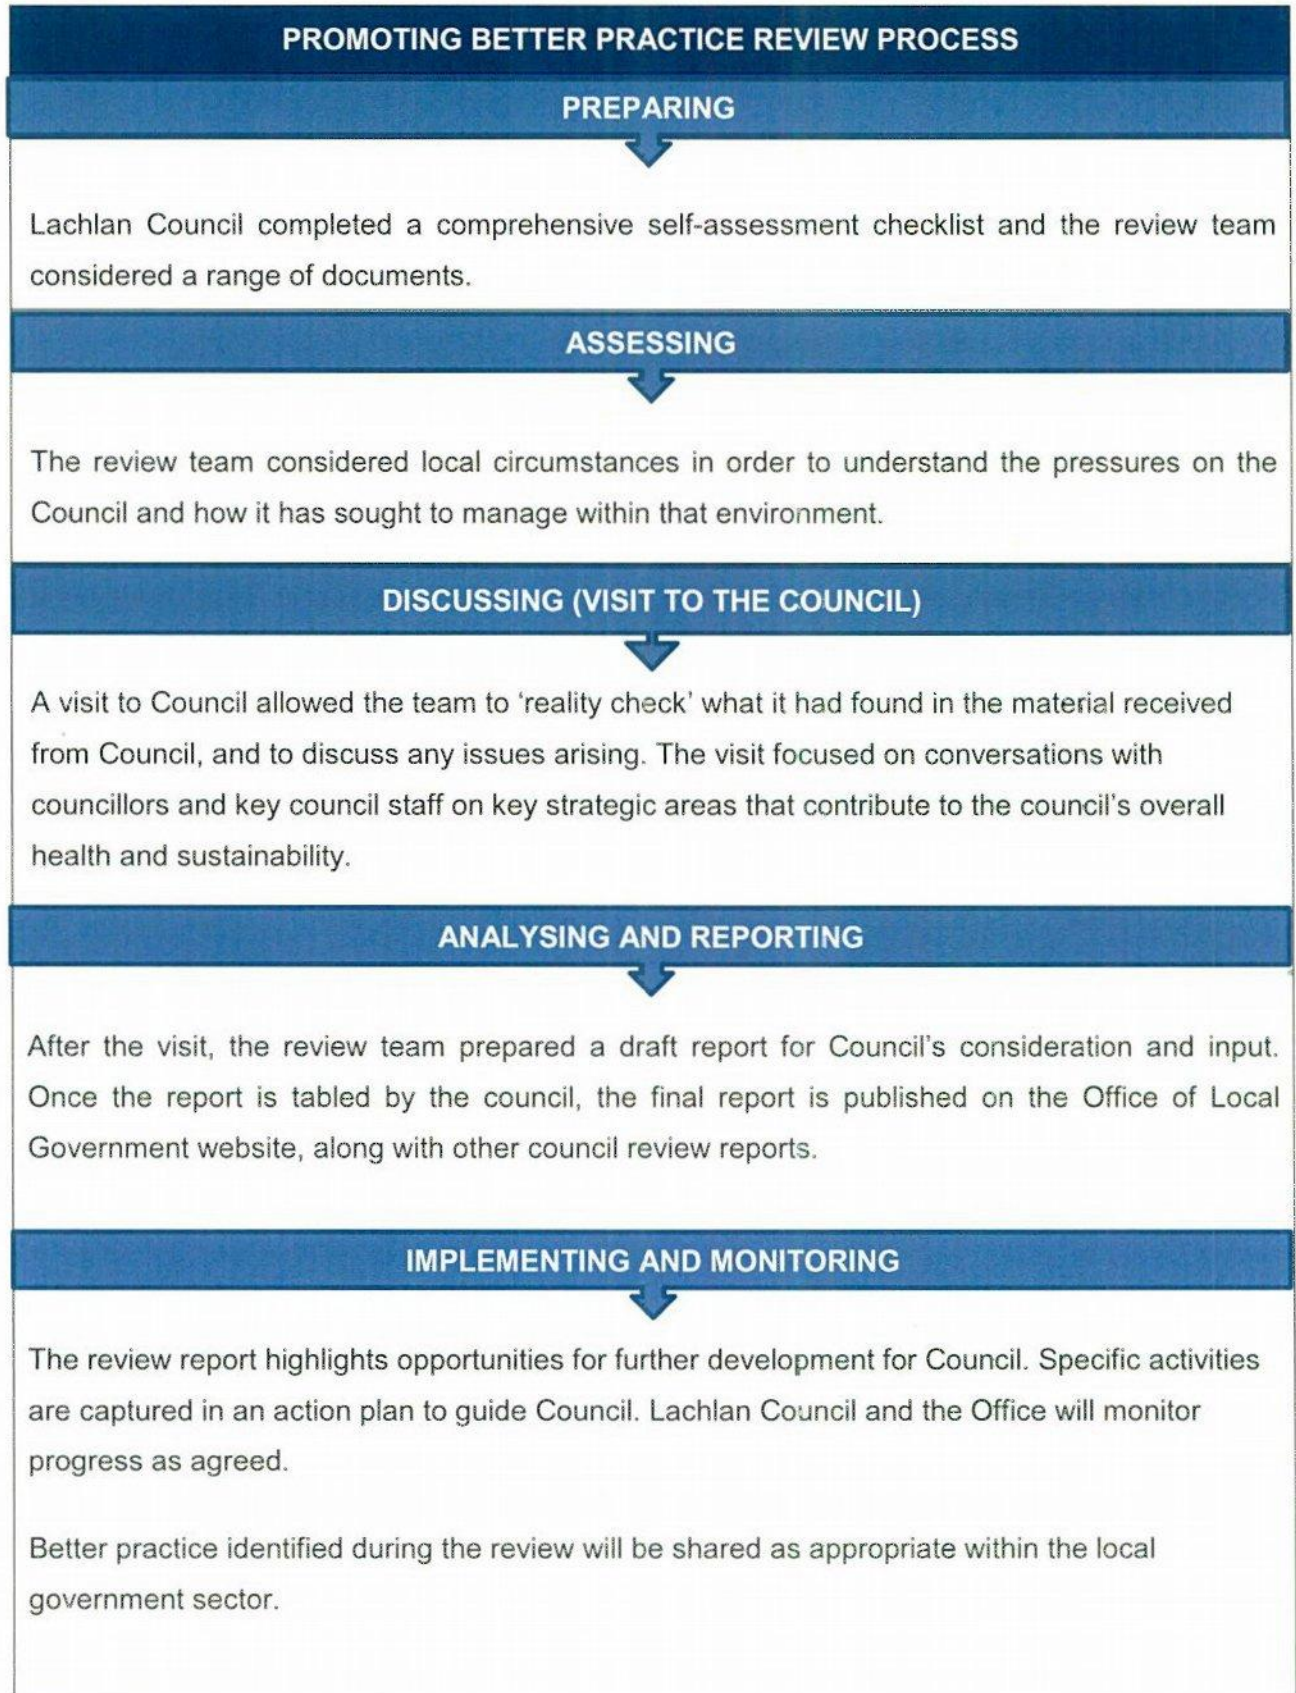 PROMOTING BETTER PRACTICE REVIEW PROCESS
PREPARING
Lachlan Council completed a comprehensive self-assessment checklist and the review team
considered a range of documents.
ASSESSING
The review team considered local circumstances in order to understand the pressures on the
Council and how it has sought to manage within that environment.
DISCUSSING (VISIT TO THE COUNCIL)
A visit to Council allowed the team to ‘reality check’ what it had found in the material received
from Council, and to discuss any issues arising. The visit focused on conversations with
councillors and key council staff on key strategic areas that contribute to the council's overall
health and sustainability.
ANALYSING AND REPORTING
After the visit, the review team prepared a draft report for Council's consideration and input.
Once the report is tabled by the council, the final report is published on the Office of Local
Government website, along with other council review reports.
IMPLEMENTING AND MONITORING
The review report highlights opportunities for further development for Council. Specific activities
are captured in an action plan to guide Council. Lachlan Council and the Office will monitor
progress as agreed.
Better practice identified during the review will be shared as appropriate within the local
government sector.